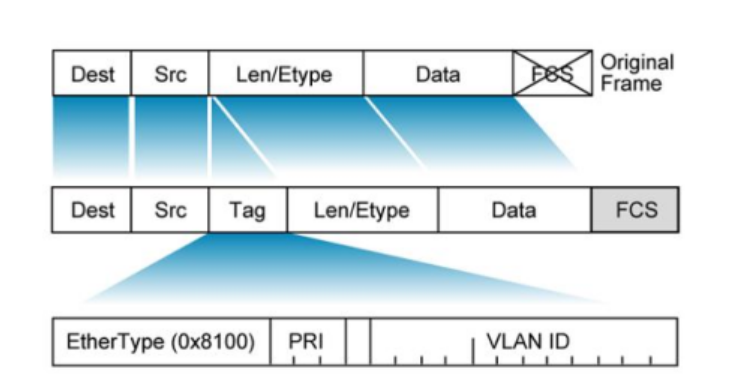 Dest Src Len/Etype Data FCS Original
Frame
Dest Src Tag Len/Etype Data FCS
EtherType (0x8100) PRI VLAN ID